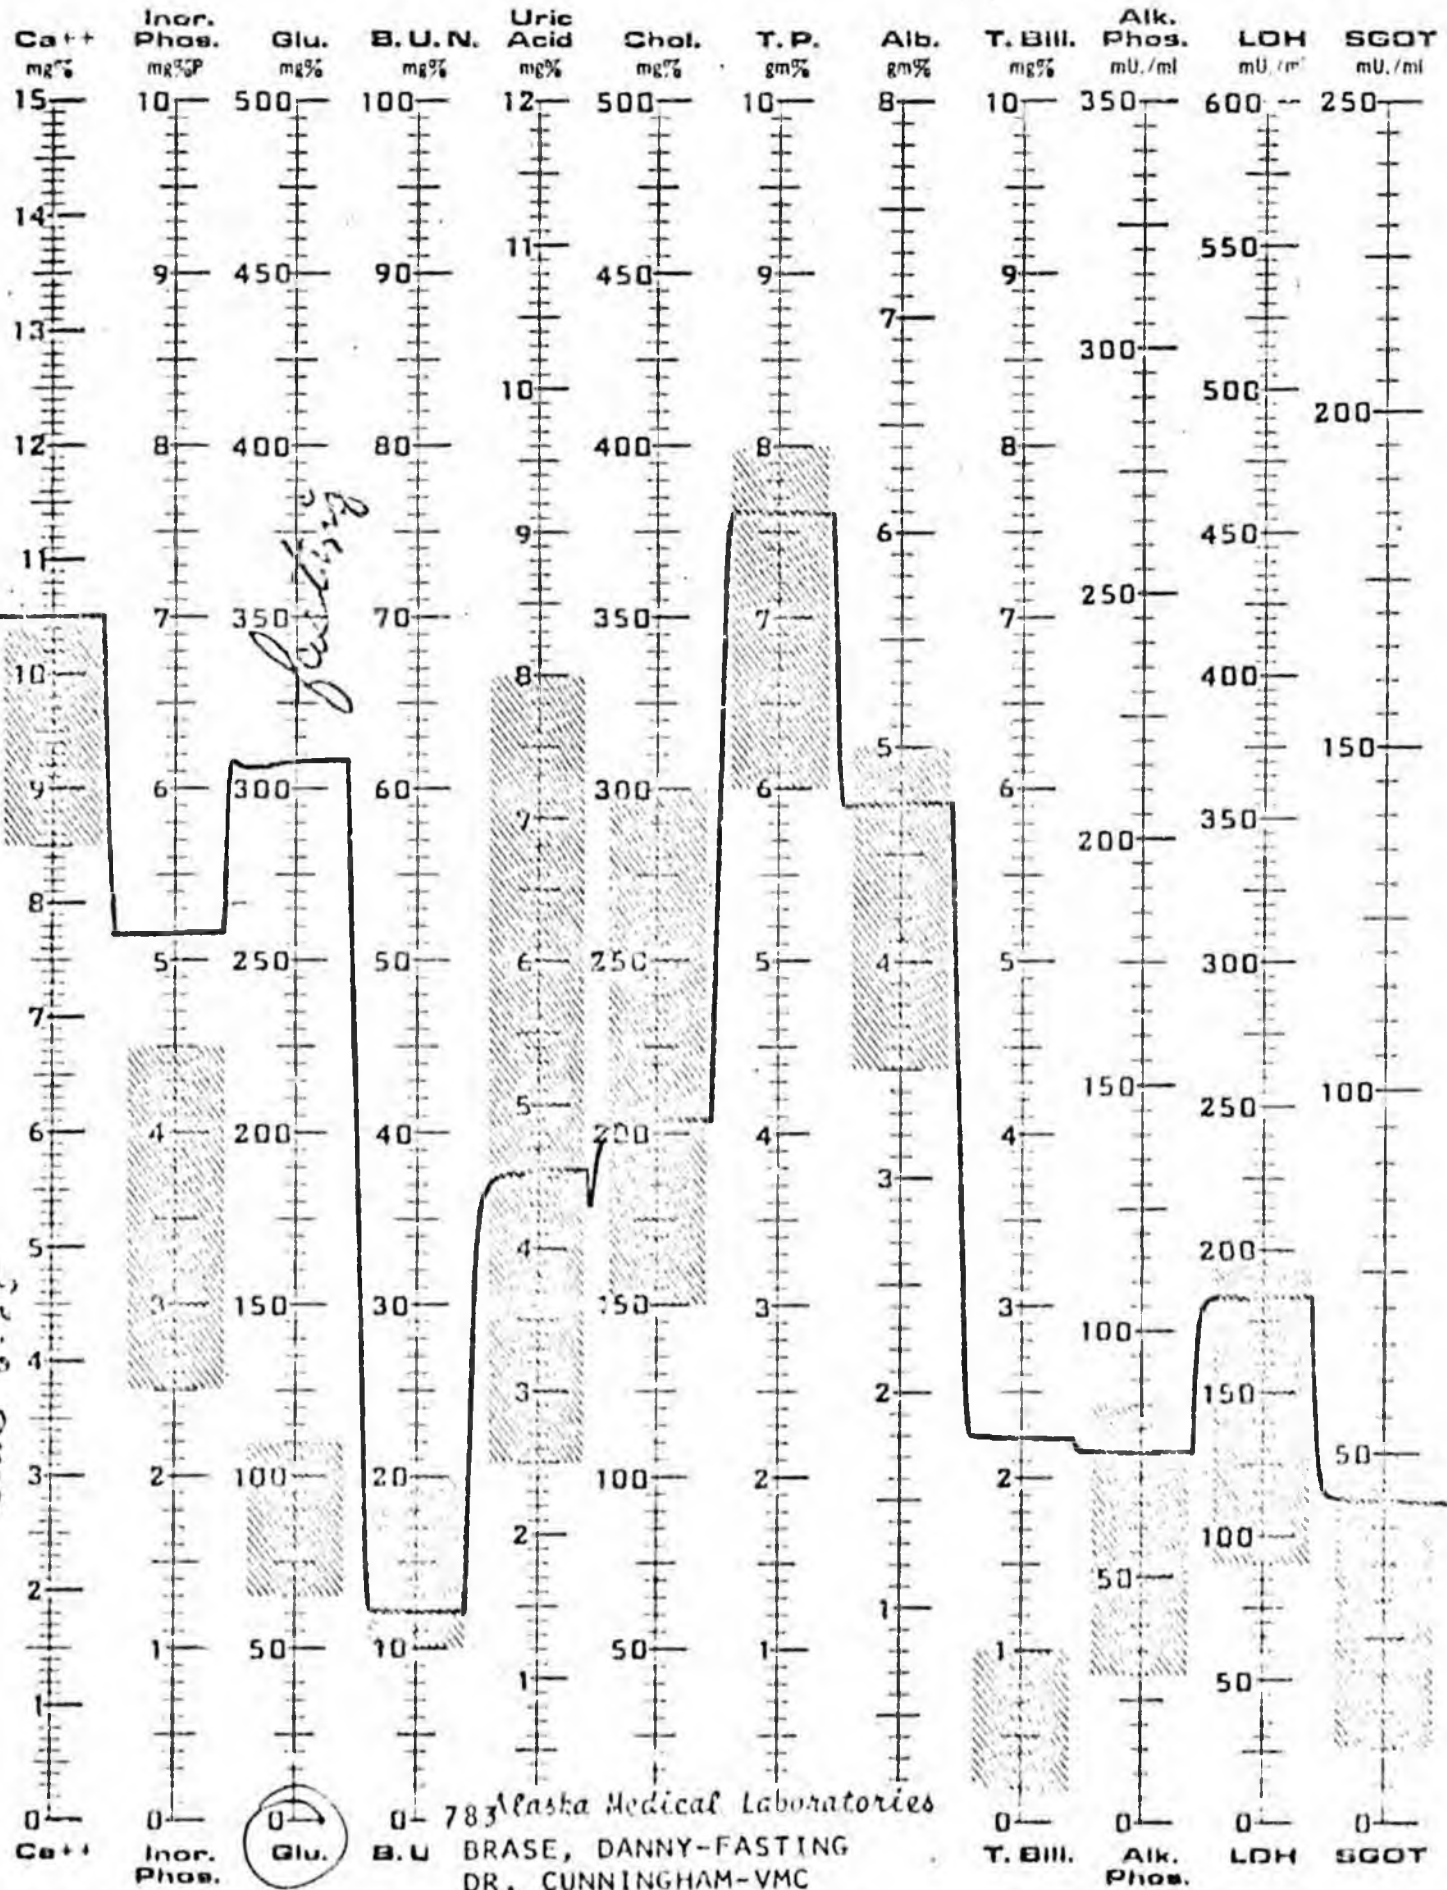 Inor. Uric Alk.
Ca++ Phos. Glu. B.U.N. Acid Chol. T.P. Alb. T. Bili. Phos. LDH SGOT
mg% mg%P mg% mg% mg% mg% gm% gm% mg% mU./ml mU./m mU./ml
15 10 500 100 12 500 10 8 10 350 600 250
14
11 550
9 450 90 450 9 9
7
13
300
10 500
200
12 8 400 80 400 8 8
9 6 450
11
250
7 350 70 350 7 7
10 8 400
5 150
9 6 300 60 300 6 6
7 350
200
8
5 250 50 6 250 5 4 5 300
7
150 100
5 250
6 4 200 40 200 4 4
3
5 4 200
3 150 30 150 3 3
100
4
3 2 150
50
3 2 100 20 100 2 2
2 100
50
2
1
1 50 10 50 1 1
1 50
1
0 0 0 0 783 Alaska Medical Laboratories 0 0 0 0
Ca++ Inor. Glu. B.U BRASE, DANNY-FASTING T. Bili. Alk. LDH SGOT
Phos. DR. CUNNINGHAM-VMC Phos.